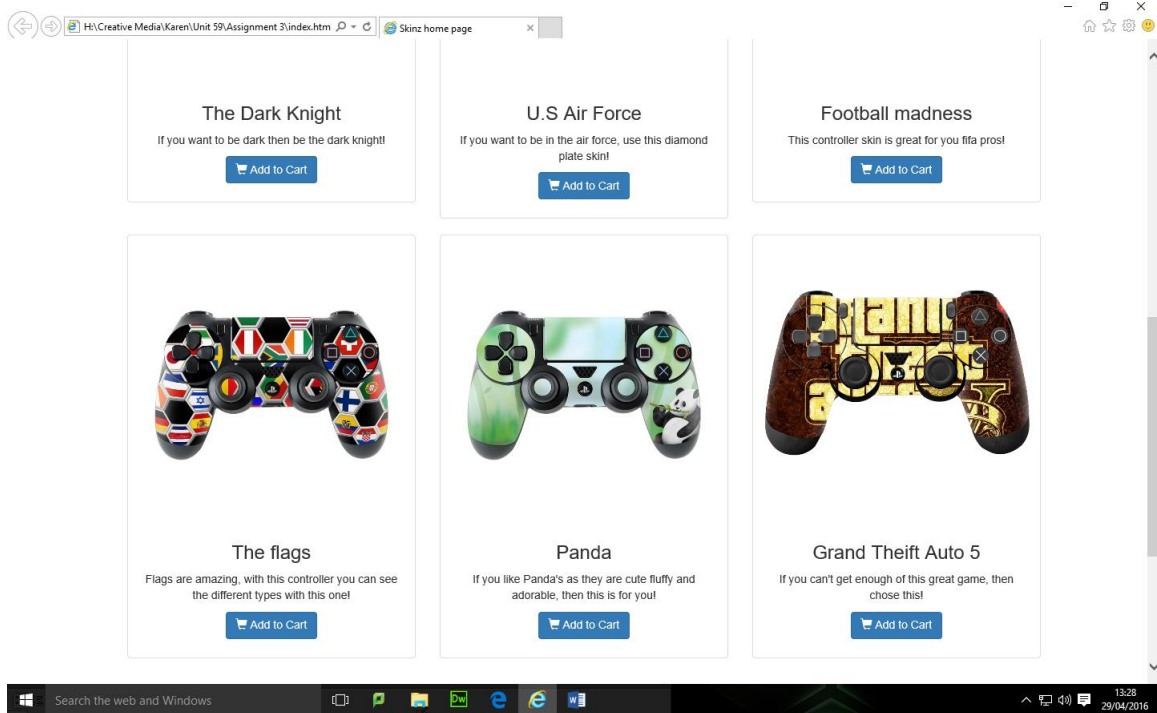 H:\Creative Media\Karen\Unit 59\Assignment 3\index.htm
Skinz home page
The Dark Knight
If you want to be dark then be the dark knight!
Add to Cart
U.S Air Force
If you want to be in the air force, use this diamond
plate skin!
Add to Cart
Football madness
This controller skin is great for you fifa pros!
Add to Cart
The flags
Flags are amazing, with this controller you can see
the different types with this one!
Add to Cart
Panda
If you like Panda's as they are cute fluffy and
adorable, then this is for you!
Add to Cart
Grand Theift Auto 5
If you can't get enough of this great game, then
chose this!
Add to Cart
Search the web and Windows
Dw
13:28
29/04/2016